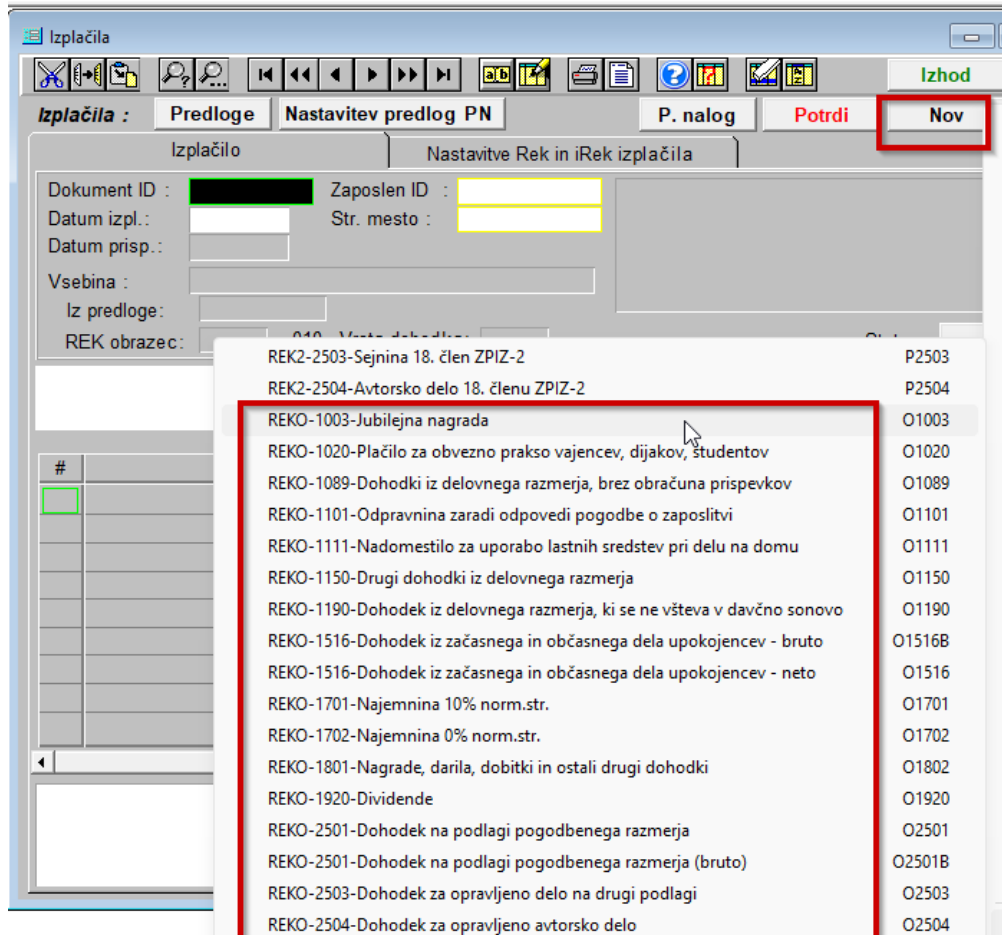 Izplačila
Izhod
Izplačila : Predloge Nastavitev predlog PN P. nalog Potrdi Nov
Izplačilo Nastavitve Rek in iRek izplačila
Dokument ID : Zaposlen ID :
Datum izpl.: Str. mesto :
Datum prisp.:
Vsebina :
Iz predloge:
REK obrazec:
REK2-2503-Sejnina 18. člen ZPIZ-2 P2503
REK2-2504-Avtorsko delo 18. členu ZPIZ-2 P2504
REKO-1003-Jubilejna nagrada O1003
REKO-1020-Plačilo za obvezno prakso vajencev, dijakov, študentov O1020
# REKO-1089-Dohodki iz delovnega razmerja, brez obračuna prispevkov O1089
REKO-1101-Odpravnina zaradi odpovedi pogodbe o zaposlitvi O1101
REKO-1111-Nadomestilo za uporabo lastnih sredstev pri delu na domu O1111
REKO-1150-Drugi dohodki iz delovnega razmerja O1150
REKO-1190-Dohodek iz delovnega razmerja, ki se ne všteva v davčno sonovo O1190
REKO-1516-Dohodek iz začasnega in občasnega dela upokojencev - bruto O1516B
REKO-1516-Dohodek iz začasnega in občasnega dela upokojencev - neto O1516
REKO-1701-Najemnina 10% norm.str. O1701
REKO-1702-Najemnina 0% norm.str. O1702
REKO-1801-Nagrade, darila, dobitki in ostali drugi dohodki O1802
REKO-1920-Dividende O1920
REKO-2501-Dohodek na podlagi pogodbenega razmerja O2501
REKO-2501-Dohodek na podlagi pogodbenega razmerja (bruto) O2501B
REKO-2503-Dohodek za opravljeno delo na drugi podlagi O2503
REKO-2504-Dohodek za opravljeno avtorsko delo O2504